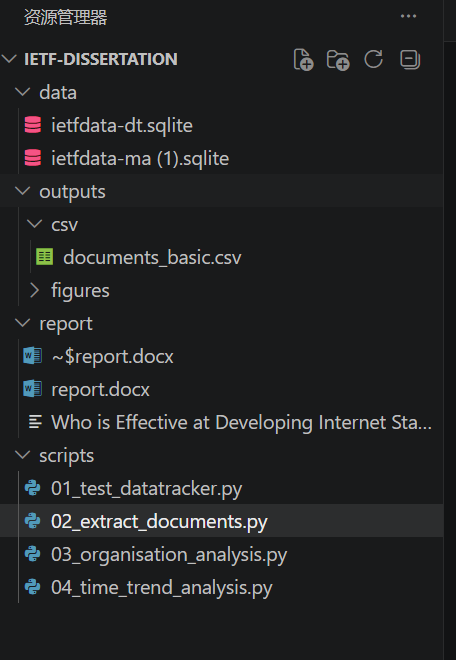 资源管理器
IETF-DISSERTATION
data
ietfdata-dt.sqlite
ietfdata-ma (1).sqlite
outputs
csv
documents_basic.csv
figures
report
~$report.docx
report.docx
Who is Effective at Developing Internet Sta...
scripts
01_test_datatracker.py
02_extract_documents.py
03_organisation_analysis.py
04_time_trend_analysis.py